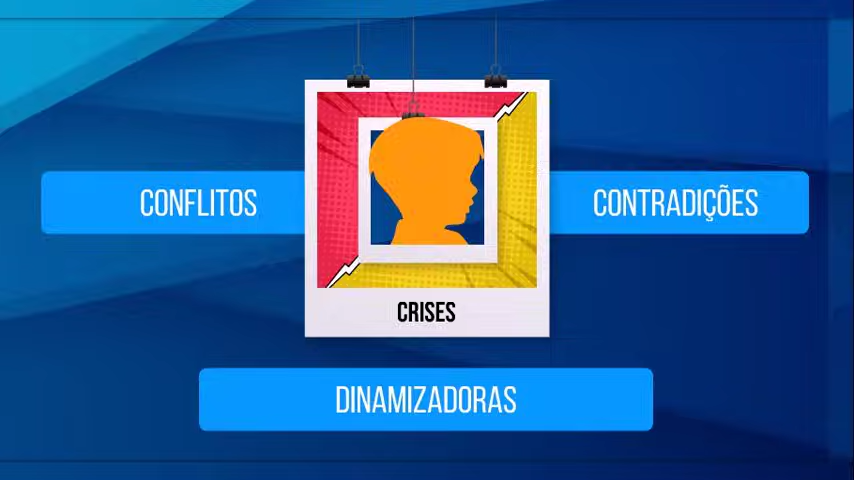 CONFLITOS
CONTRADIÇÕES
CRISES
DINAMIZADORAS